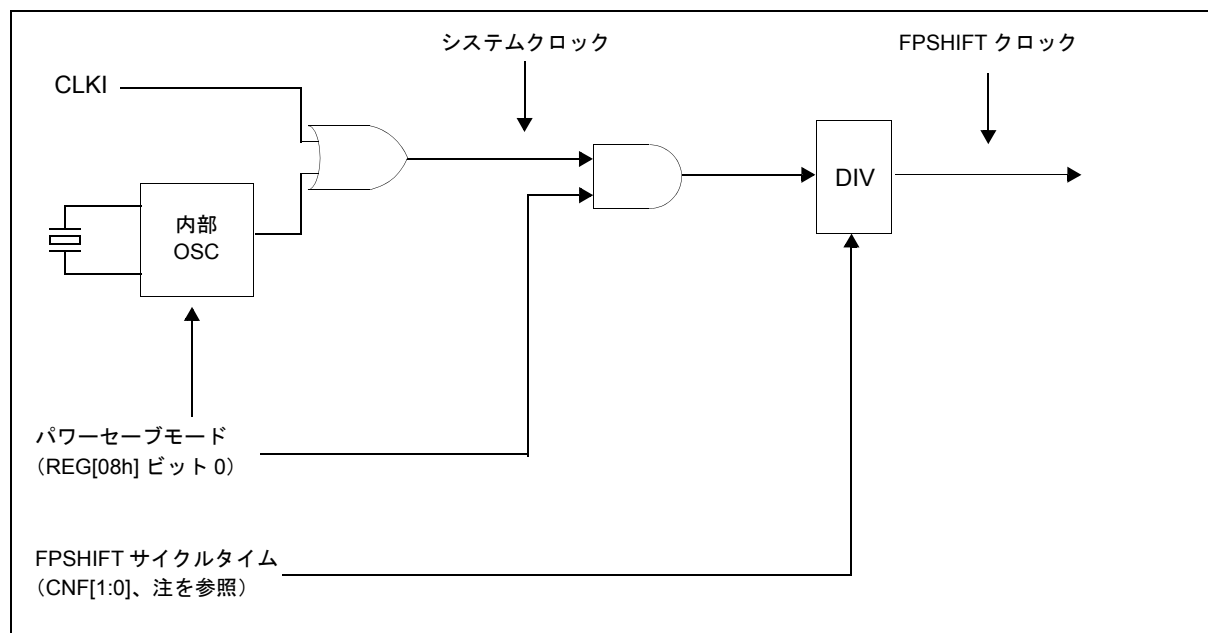 システムクロック
FPSHIFT クロック
CLKI
内部
OSC
DIV
パワーセーブモード
（REG[08h] ビット 0）
FPSHIFT サイクルタイム
（CNF[1:0]、注を参照）